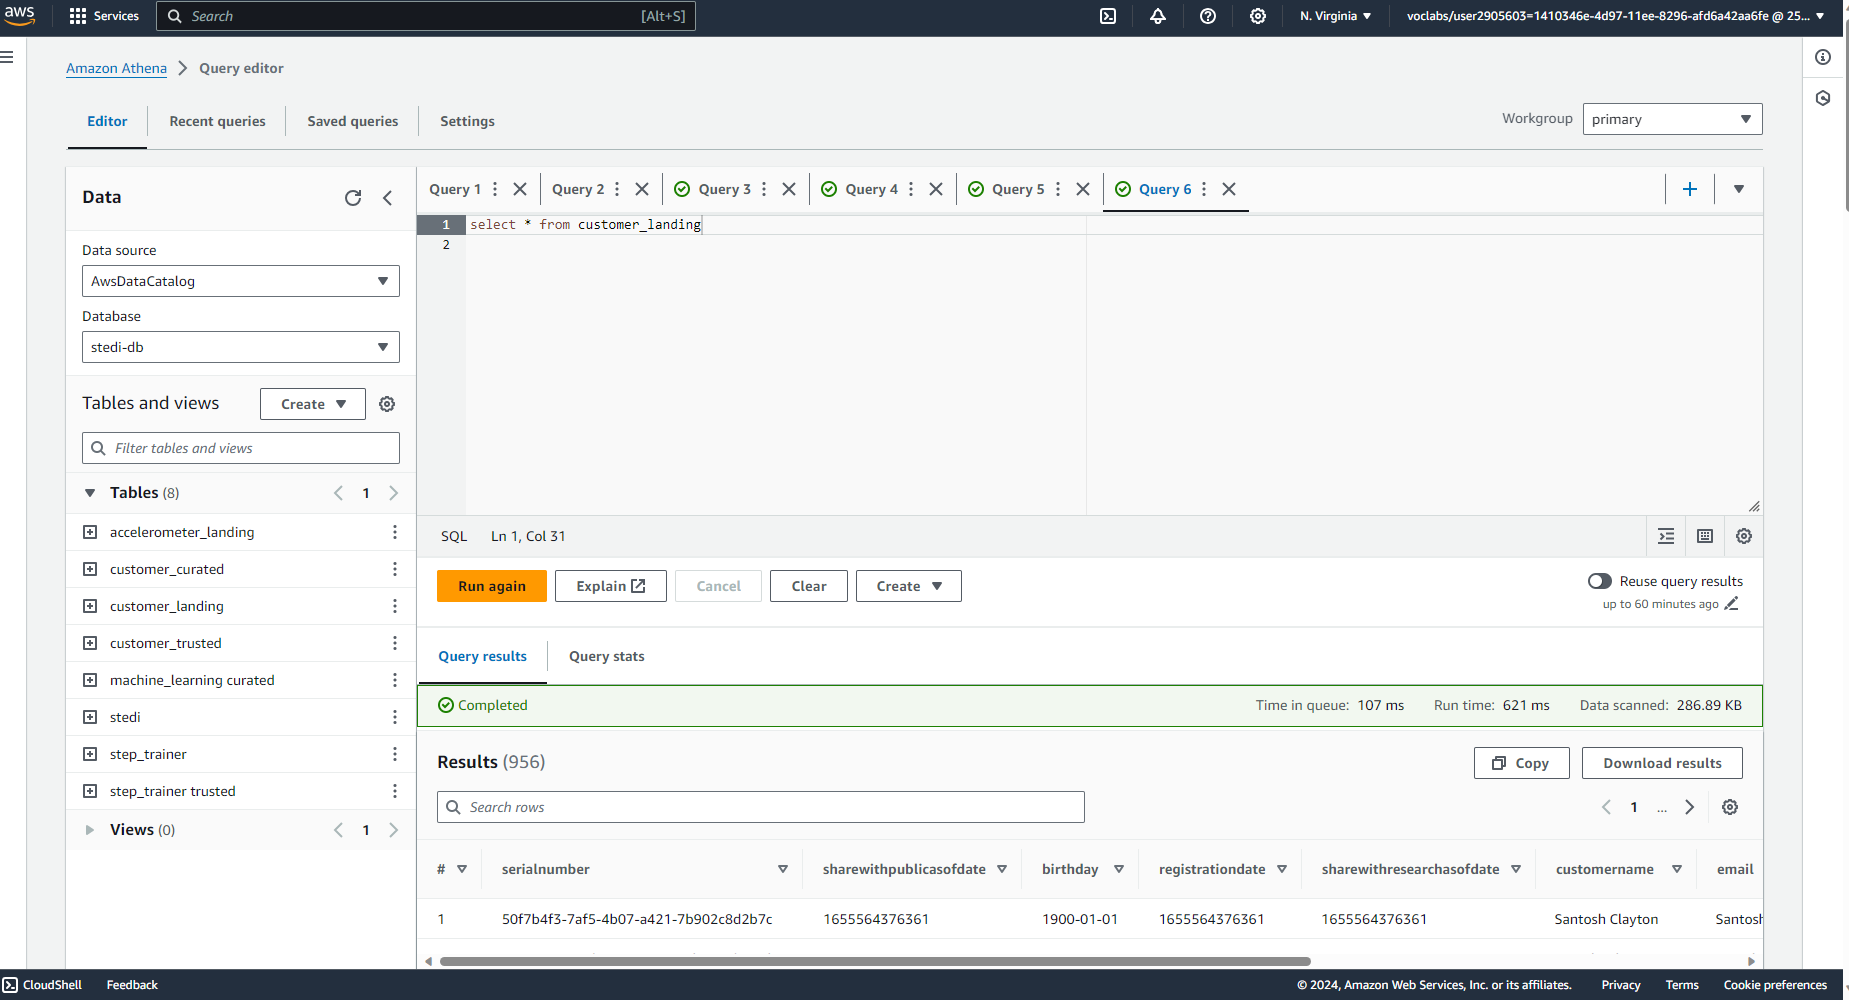 aws
Services
Search [Alt+S]
N. Virginia
voclabs/user2905603=1410346e-4d97-11ee-8296-afd6a42aa6fe @ 25...
Amazon Athena > Query editor
Editor
Recent queries
Saved queries
Settings
Workgroup
primary
Data
Data source
AwsDataCatalog
Database
stedi-db
Tables and views
Create
Filter tables and views
Tables (8)
1
accelerometer_landing
customer_curated
customer_landing
customer_trusted
machine_learning curated
stedi
step_trainer
step_trainer trusted
Views (0)
1
Query 1
Query 2
Query 3
Query 4
Query 5
Query 6
1 select * from customer_landing
2
SQL Ln 1, Col 31
Run again
Explain
Cancel
Clear
Create
Reuse query results
up to 60 minutes ago
Query results
Query stats
Completed
Time in queue: 107 ms
Run time: 621 ms
Data scanned: 286.89 KB
Results (956)
Copy
Download results
Search rows
1 ...
# serialnumber sharewithpublicasofdate birthday registrationdate sharewithresearchasofdate customername email
1 50f7b4f3-7af5-4b07-a421-7b902c8d2b7c 1655564376361 1900-01-01 1655564376361 1655564376361 Santosh Clayton Santosh
CloudShell
Feedback
© 2024, Amazon Web Services, Inc. or its affiliates.
Privacy
Terms
Cookie preferences